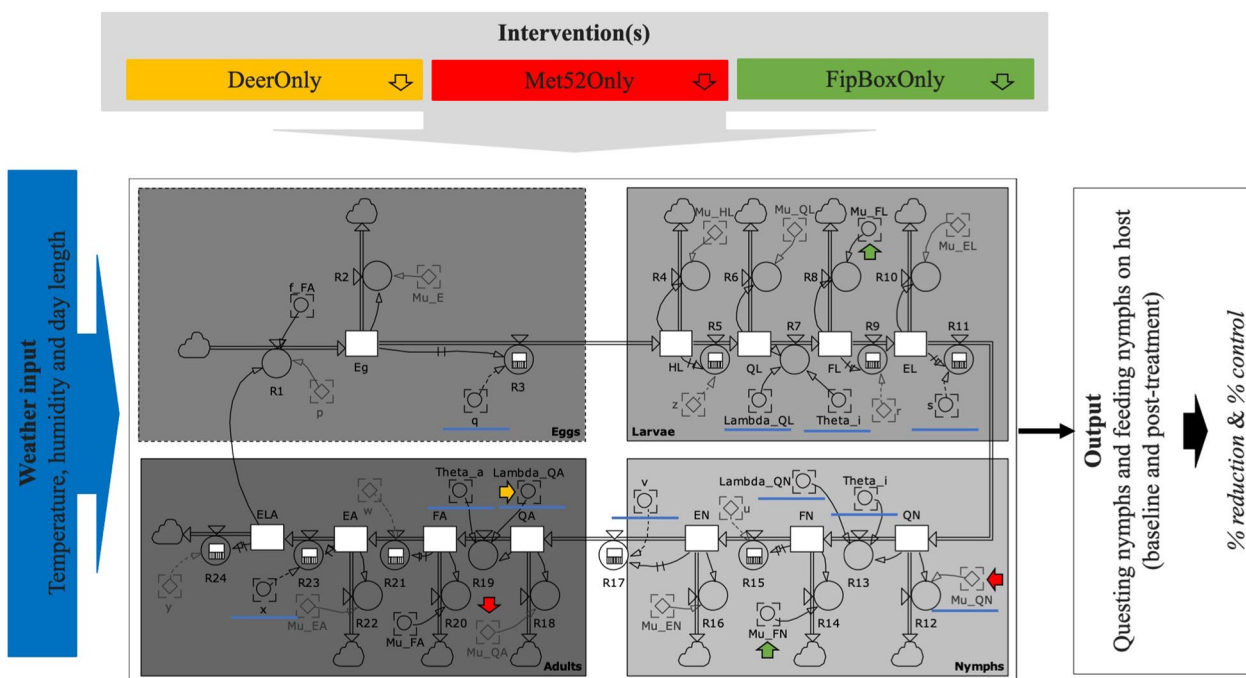 Intervention(s)
DeerOnly
Met52Only
FipBoxOnly
Weather input
Temperature, humidity and day length
R2
Mu_E
f_FA
R1
p
Eg
R3
q
Eggs
Mu_HL
Mu_QL
Mu_FL
Mu_EL
R4
R6
R8
R10
R5
R7
R9
R11
HL
QL
FL
EL
z
Lambda_QL
Theta_i
r
s
Larvae
Theta_a
Lambda_QA
w
ELA
EA
FA
QA
R24
R23
R21
R19
y
x
Mu_EA
R22
Mu_FA
R20
Mu_QA
R18
Adults
v
Lambda_QN
Theta_i
u
EN
FN
QN
R17
R15
R13
Mu_EN
R16
Mu_FN
R14
Mu_QN
R12
Nymphs
Output
Questing nymphs and feeding nymphs on host
(baseline and post-treatment)
% reduction & % control